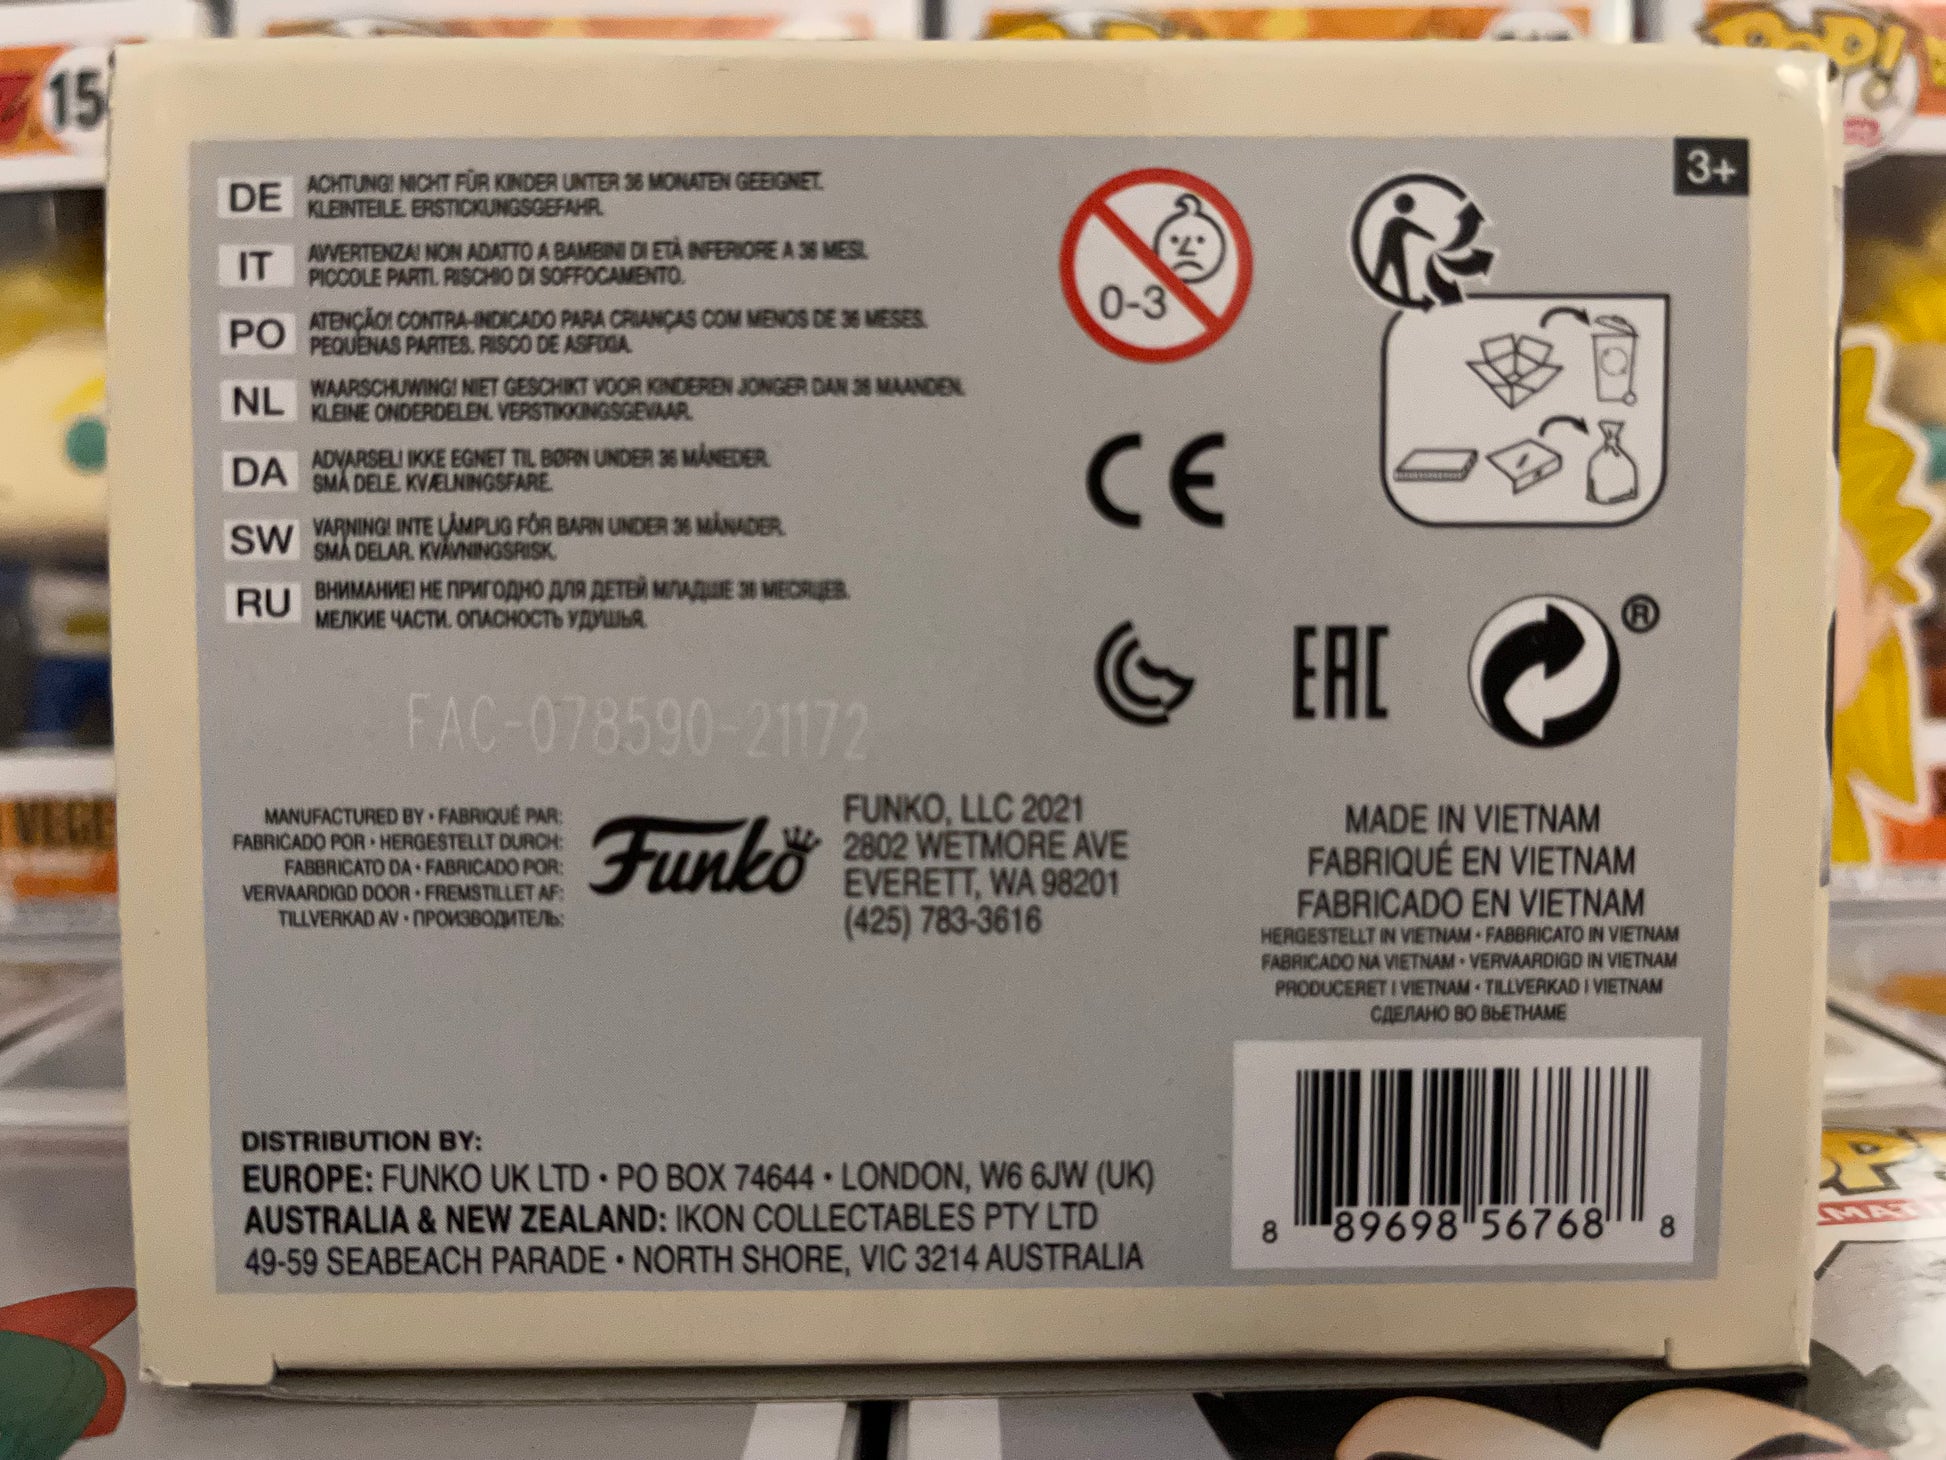 15
POP!
3+
DE ACHTUNG! NICHT FÜR KINDER UNTER 36 MONATEN GEEIGNET.
KLEINTEILE. ERSTICKUNGSGEFAHR.
IT AVVERTENZA! NON ADATTO A BAMBINI DI ETÀ INFERIORE A 36 MESI.
PICCOLE PARTI. RISCHIO DI SOFFOCAMENTO.
PO ATENÇÃO! CONTRA-INDICADO PARA CRIANÇAS COM MENOS DE 36 MESES.
PEQUENAS PARTES. RISCO DE ASFIXIA.
NL WAARSCHUWING! NIET GESCHIKT VOOR KINDEREN JONGER DAN 36 MAANDEN.
KLEINE ONDERDELEN. VERSTIKKINGSGEVAAR.
DA ADVARSEL! IKKE EGNET TIL BØRN UNDER 36 MÅNEDER.
SMÅ DELE. KVÆLNINGSFARE.
SW VARNING! INTE LÄMPLIG FÖR BARN UNDER 36 MÅNADER.
SMÅ DELAR. KVÄVNINGSRISK.
RU ВНИМАНИЕ! НЕ ПРИГОДНО ДЛЯ ДЕТЕЙ МЛАДШЕ 36 МЕСЯЦЕВ.
МЕЛКИЕ ЧАСТИ. ОПАСНОСТЬ УДУШЬЯ.
0-3
CE
EAC
®
FAC-078590-21172
MANUFACTURED BY • FABRIQUÉ PAR:
FABRICADO POR • HERGESTELLT DURCH:
FABBRICATO DA • FABRICADO POR:
VERVAARDIGD DOOR • FREMSTILLET AF:
TILLVERKAD AV • ПРОИЗВОДИТЕЛЬ:
Funko
FUNKO, LLC 2021
2802 WETMORE AVE
EVERETT, WA 98201
(425) 783-3616
MADE IN VIETNAM
FABRIQUÉ EN VIETNAM
FABRICADO EN VIETNAM
HERGESTELLT IN VIETNAM • FABBRICATO IN VIETNAM
FABRICADO NA VIETNAM • VERVAARDIGD IN VIETNAM
PRODUCERET I VIETNAM • TILLVERKAD I VIETNAM
СДЕЛАНО ВО ВЬЕТНАМЕ
DISTRIBUTION BY:
EUROPE: FUNKO UK LTD • PO BOX 74644 • LONDON, W6 6JW (UK)
AUSTRALIA & NEW ZEALAND: IKON COLLECTABLES PTY LTD
49-59 SEABEACH PARADE • NORTH SHORE, VIC 3214 AUSTRALIA
8 89698 56768 8
VEGE